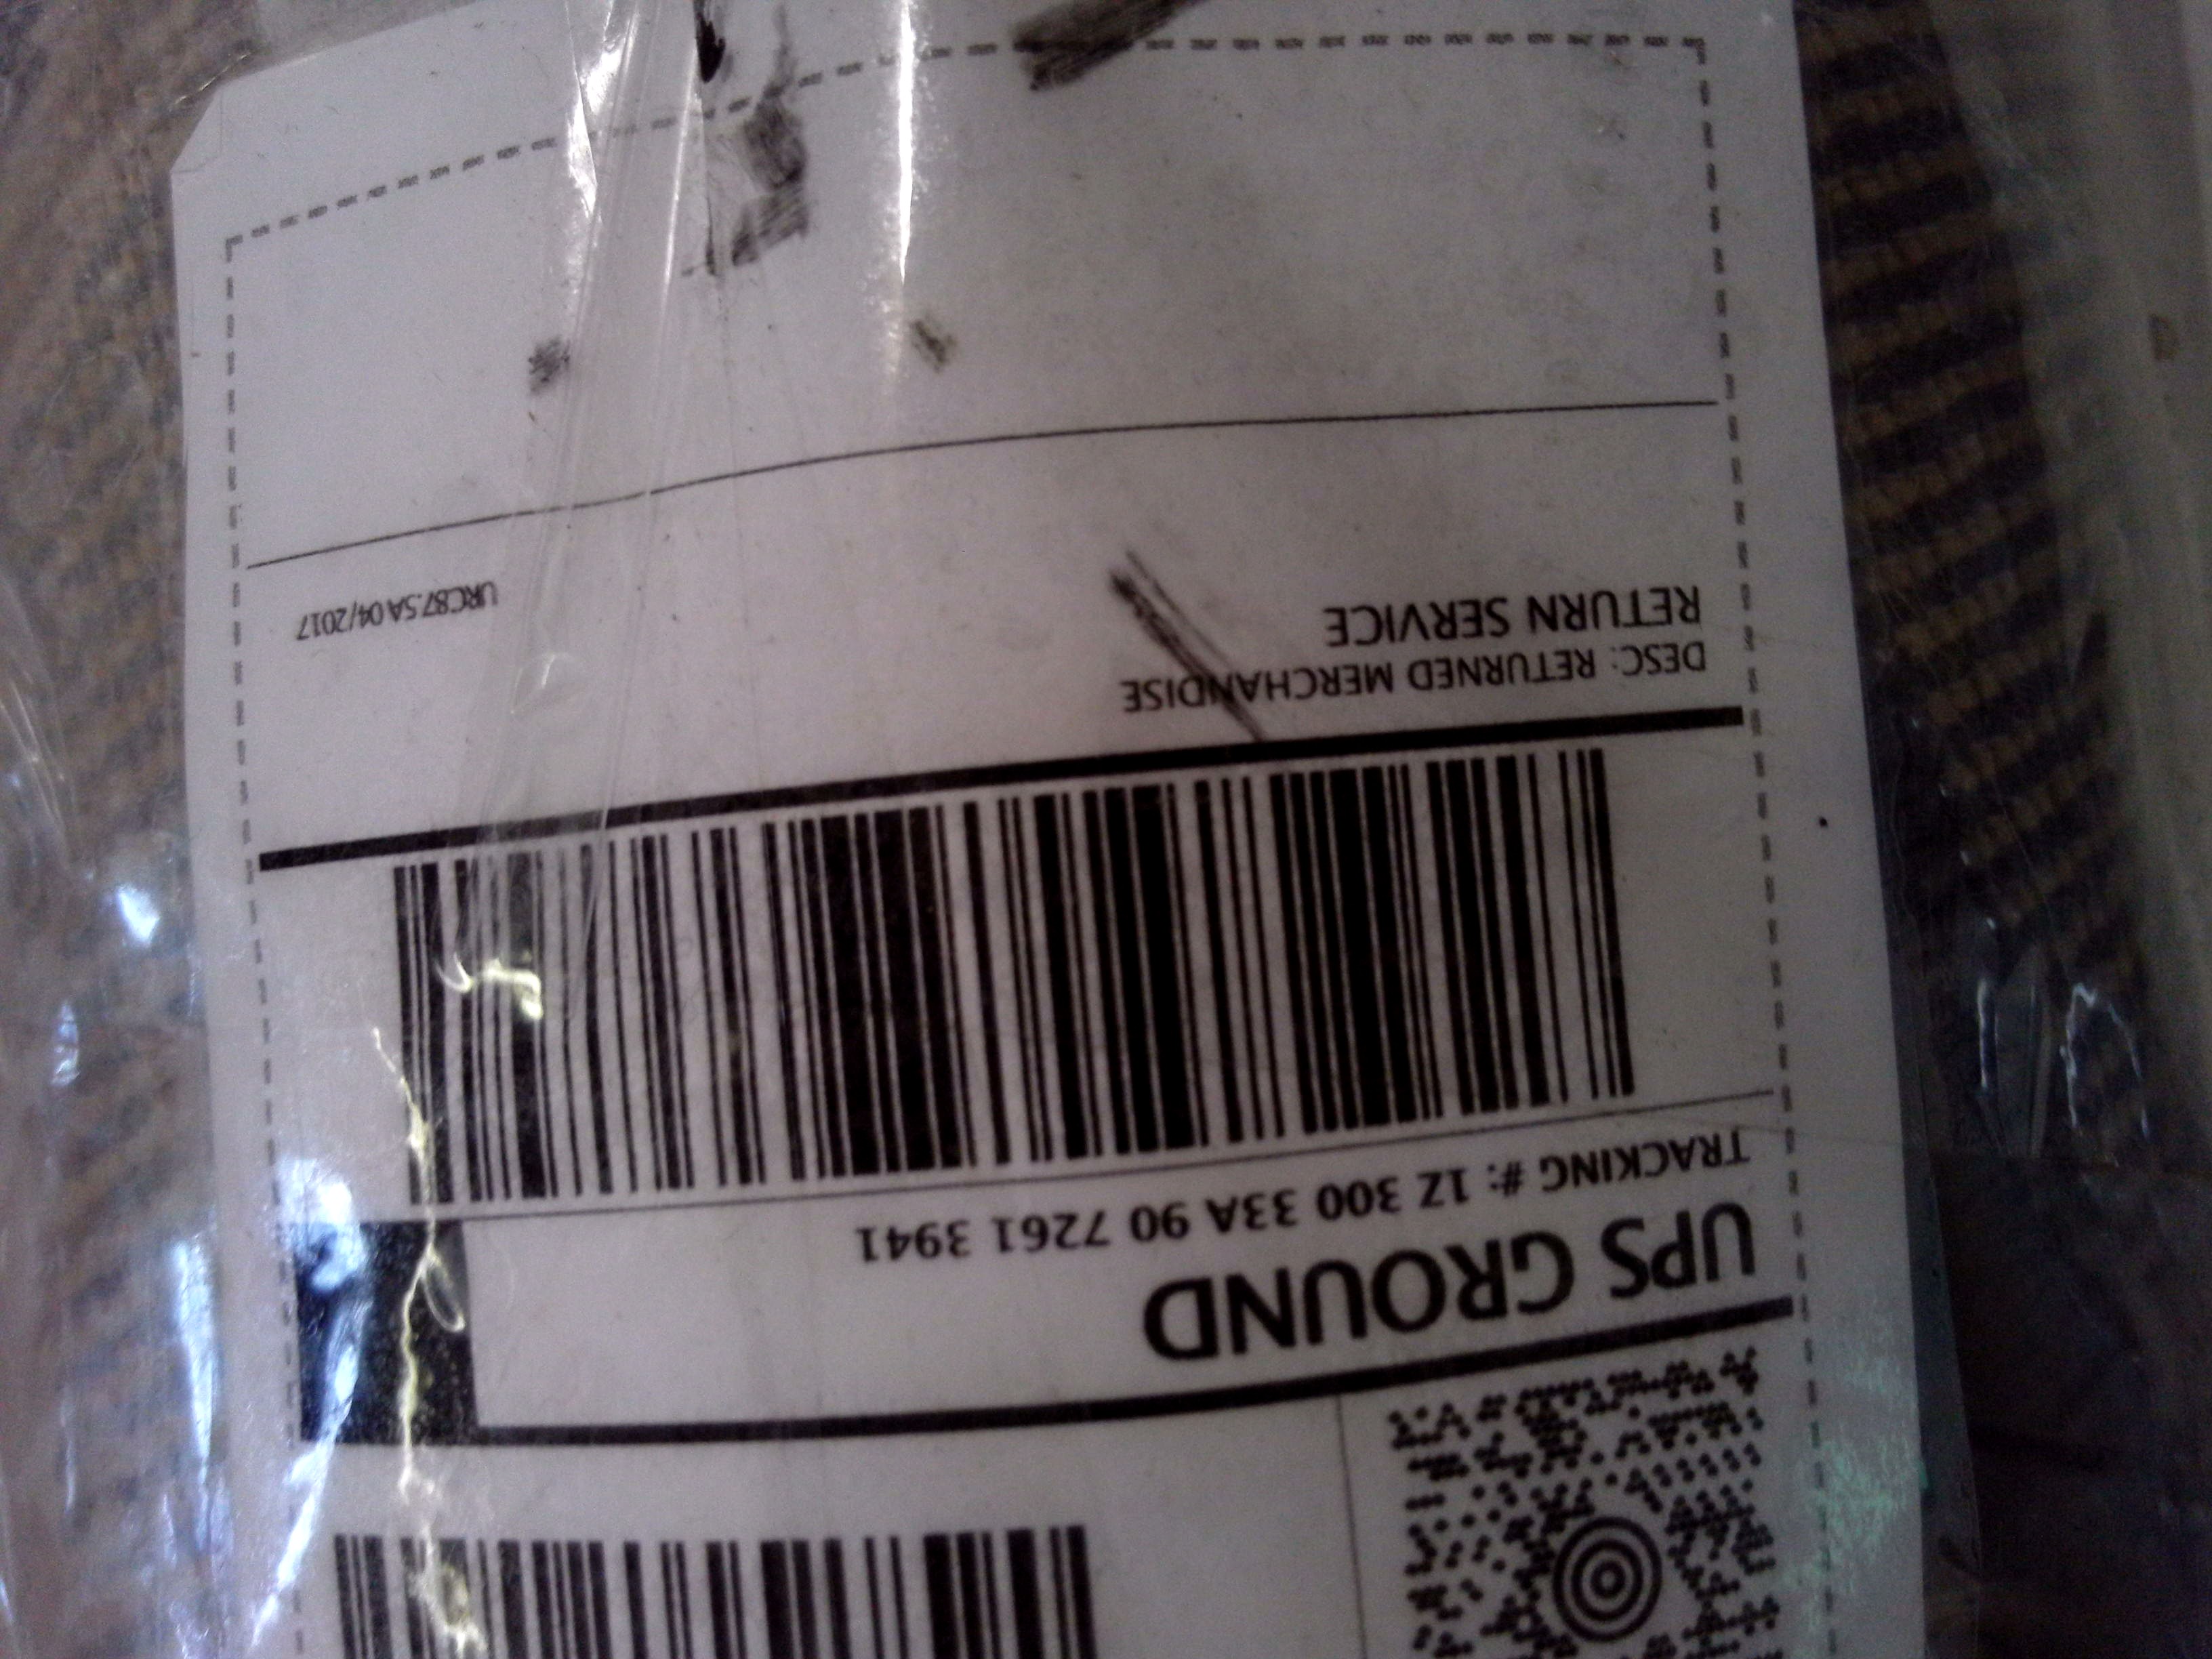 UPS GROUND
TRACKING #: 1Z 300 33A 90 7261 3941
DESC: RETURNED MERCHANDISE
RETURN SERVICE
URC87.5A 04/2017